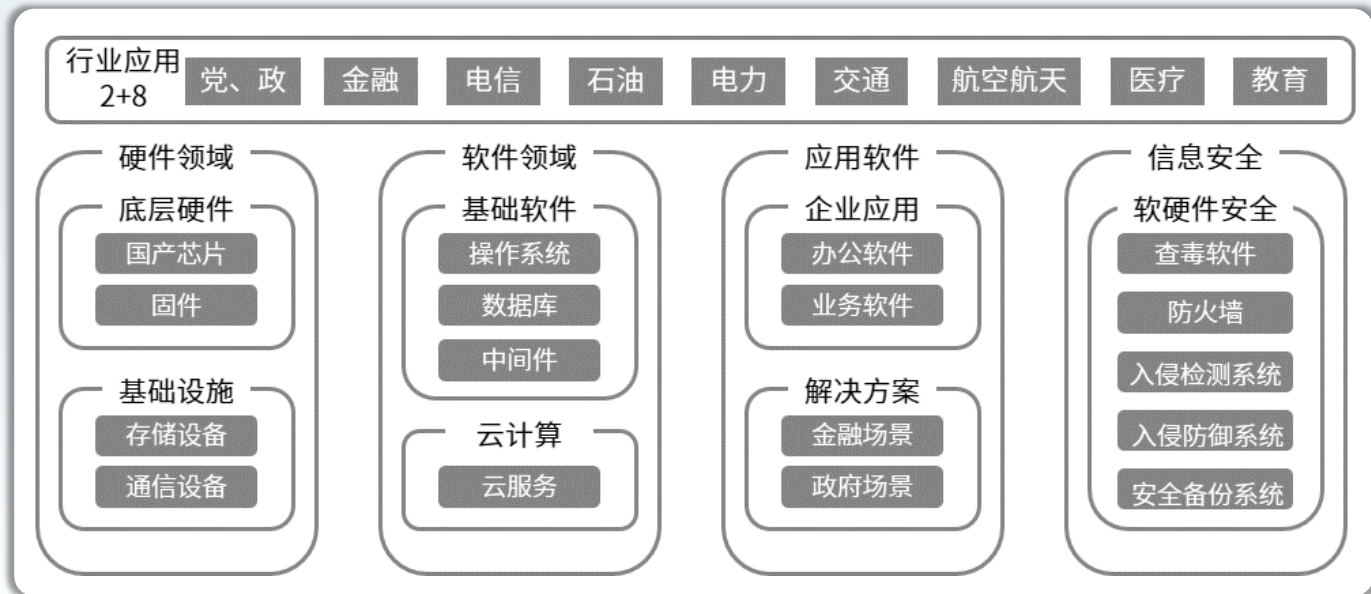 行业应用
2+8
党、政
金融
电信
石油
电力
交通
航空航天
医疗
教育
硬件领域
底层硬件
国产芯片
固件
基础设施
存储设备
通信设备
软件领域
基础软件
操作系统
数据库
中间件
云计算
云服务
应用软件
企业应用
办公软件
业务软件
解决方案
金融场景
政府场景
信息安全
软硬件安全
查毒软件
防火墙
入侵检测系统
入侵防御系统
安全备份系统